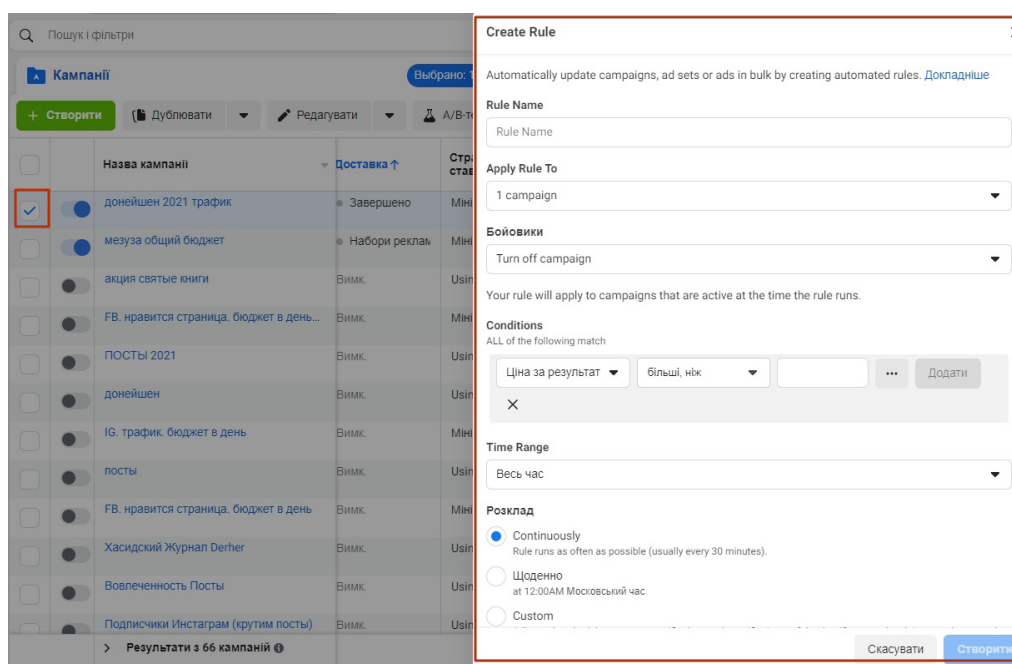 Пошук і фільтри
Кампанії
Выбрано: 1
+ Створити
Дублювати
Редагувати
А/В-те
Назва кампанії
Доставка↑
Стра
став
донейшен 2021 трафик
Завершено
Міні
мезуза общий бюджет
Набори реклам
Міні
акция святые книги
Вимк.
Usin
FB. нравится страница. бюджет в день...
Вимк.
Міні
ПОСТЫ 2021
Вимк.
Usin
донейшен
Вимк.
Usin
IG. трафик. бюджет в день
Вимк.
Міні
посты
Вимк.
Usin
FB. нравится страница. бюджет в день
Вимк.
Міні
Хасидский Журнал Derher
Вимк.
Usin
Вовлеченность Посты
Вимк.
Usin
Подписчики Инстаграм (крутим посты)
Вимк.
Usin
Результати з 66 кампаній
Create Rule
Automatically update campaigns, ad sets or ads in bulk by creating automated rules. Докладніше
Rule Name
Rule Name
Apply Rule To
1 campaign
Бойовики
Turn off campaign
Your rule will apply to campaigns that are active at the time the rule runs.
Conditions
ALL of the following match
Ціна за результат
більші, ніж
Додати
Time Range
Весь час
Розклад
Continuously
Rule runs as often as possible (usually every 30 minutes).
Щоденно
at 12:00AM Московський час
Custom
Скасувати
Створити